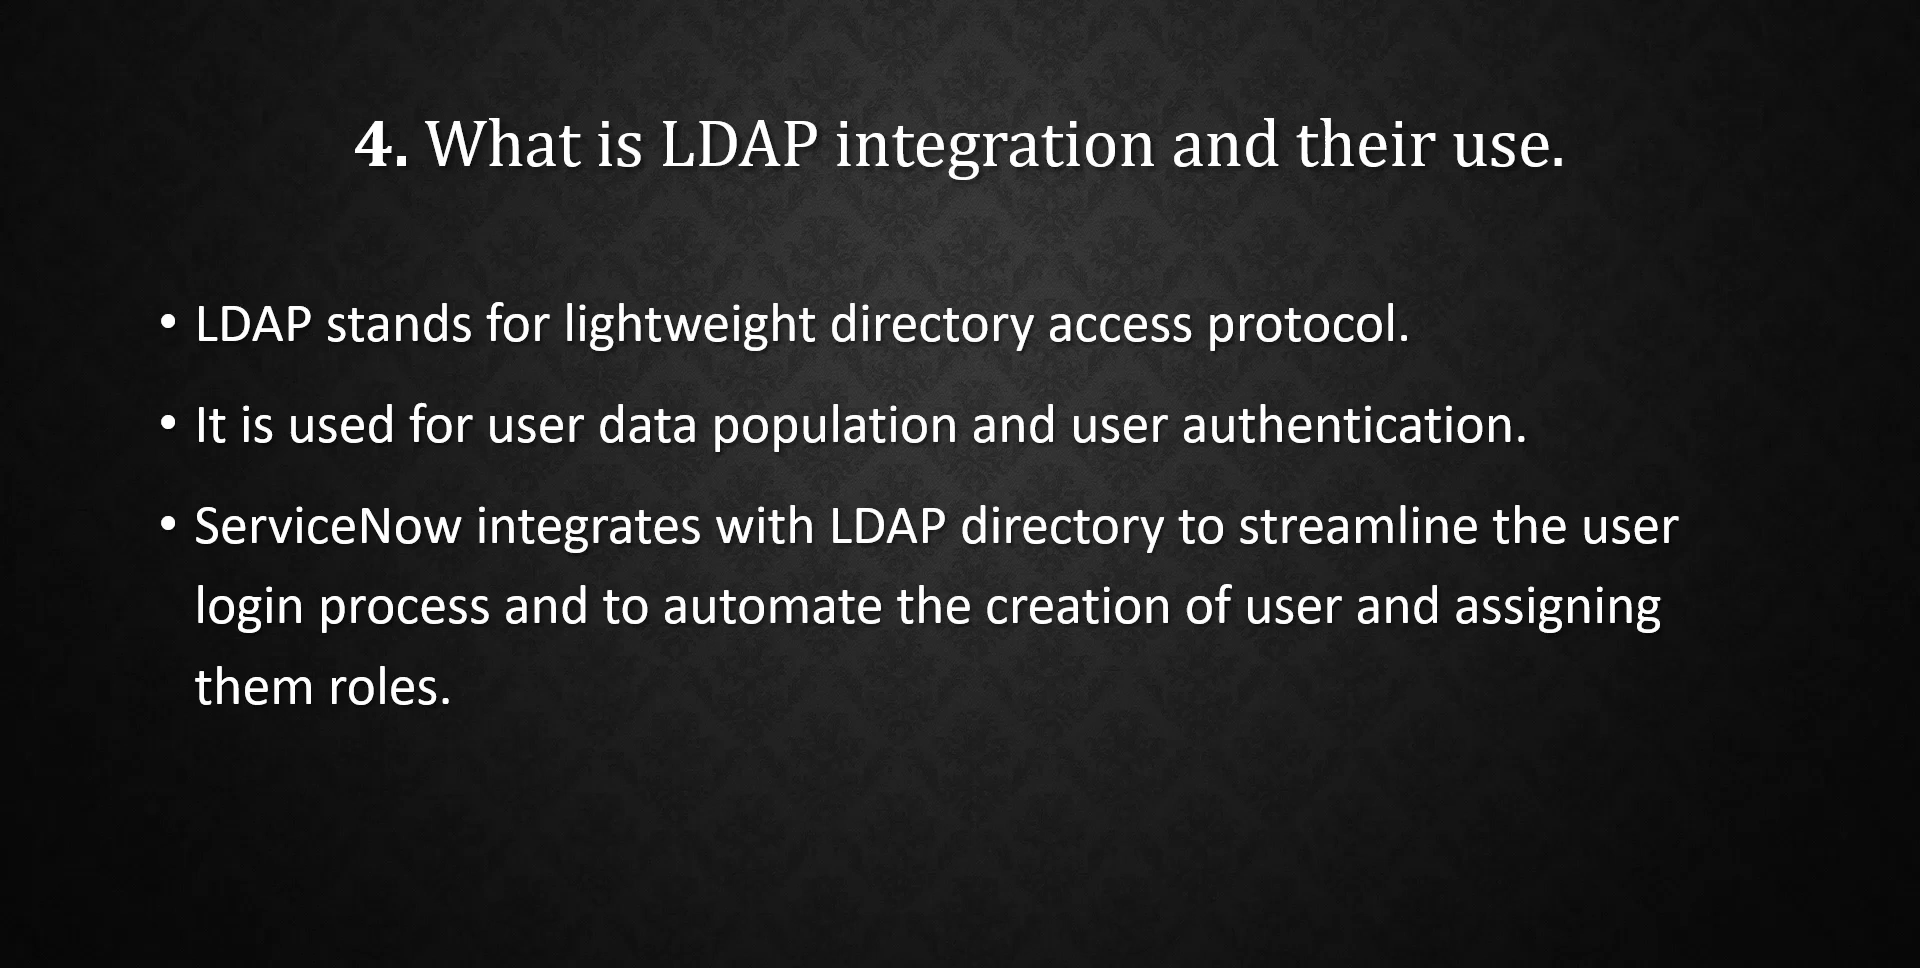 4. What is LDAP integration and their use.
• LDAP stands for lightweight directory access protocol.
• It is used for user data population and user authentication.
• ServiceNow integrates with LDAP directory to streamline the user
login process and to automate the creation of user and assigning
them roles.